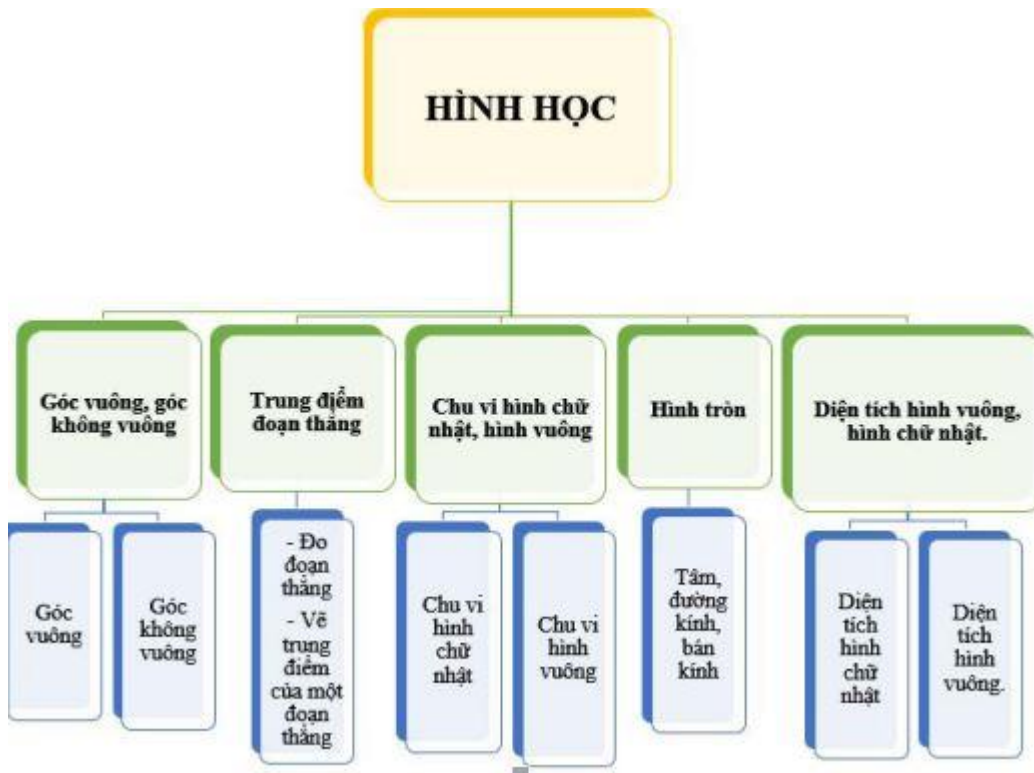 HÌNH HỌC
Góc vuông, góc
không vuông
Trung điểm
đoạn thẳng
Chu vi hình chữ
nhật, hình vuông
Hình tròn
Diện tích hình vuông,
hình chữ nhật.
Góc
vuông
Góc
không
vuông
- Đo
đoạn
thẳng
- Vẽ
trung
điểm
của một
đoạn
thẳng
Chu vi
hình
chữ
nhật
Chu vi
hình
vuông
Tâm,
đường
kính,
bán
kính
Diện
tích
hình
chữ
nhật
Diện
tích
hình
vuông.